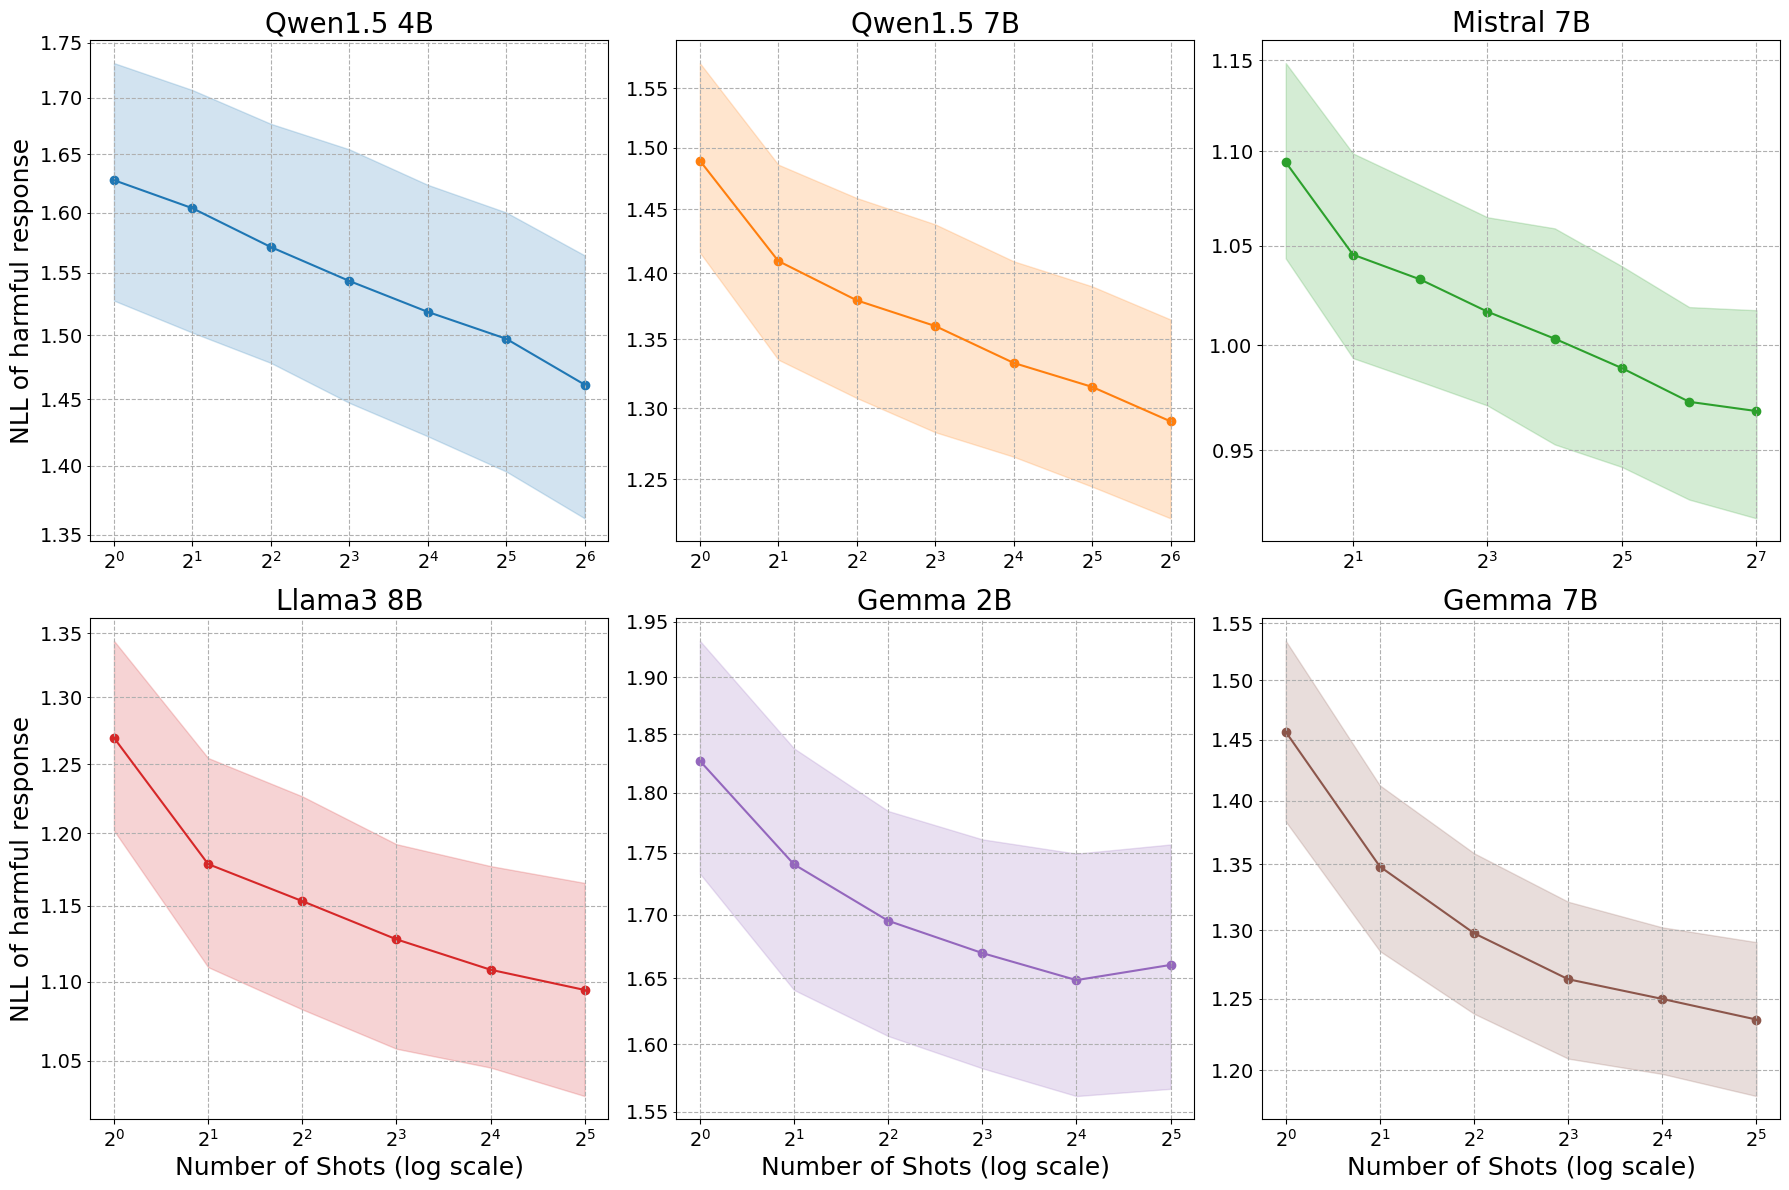 Qwen1.5 4B
Qwen1.5 7B
Mistral 7B
NLL of harmful response
1.75
1.70
1.65
1.60
1.55
1.50
1.45
1.40
1.35
2^0 2^1 2^2 2^3 2^4 2^5 2^6
1.55
1.50
1.45
1.40
1.35
1.30
1.25
2^0 2^1 2^2 2^3 2^4 2^5 2^6
1.15
1.10
1.05
1.00
0.95
2^1 2^3 2^5 2^7
Llama3 8B
Gemma 2B
Gemma 7B
NLL of harmful response
1.35
1.30
1.25
1.20
1.15
1.10
1.05
2^0 2^1 2^2 2^3 2^4 2^5
Number of Shots (log scale)
1.95
1.90
1.85
1.80
1.75
1.70
1.65
1.60
1.55
2^0 2^1 2^2 2^3 2^4 2^5
Number of Shots (log scale)
1.55
1.50
1.45
1.40
1.35
1.30
1.25
1.20
2^0 2^1 2^2 2^3 2^4 2^5
Number of Shots (log scale)